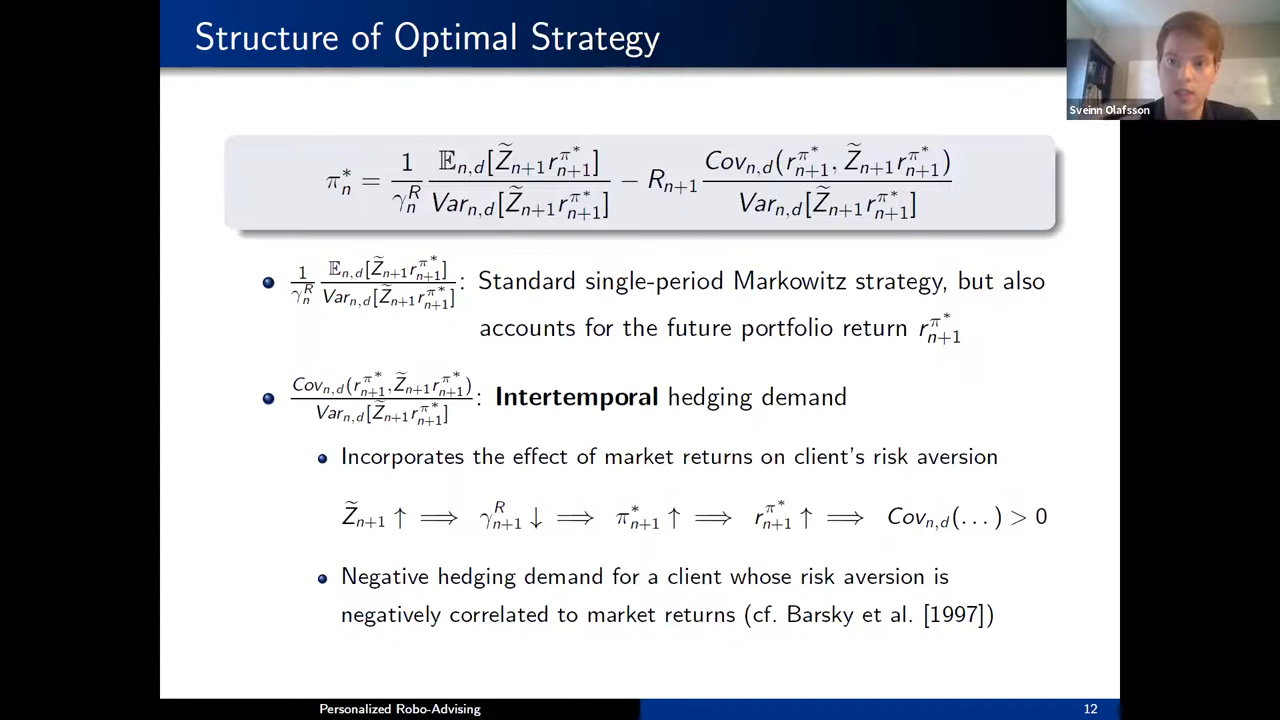 Structure of Optimal Strategy
Sveinn Olafsson
π*_n = 1/γ^R_n 𝔼_{n,d}[Z̃_{n+1} r^{π*}_{n+1}]/Var_{n,d}[Z̃_{n+1} r^{π*}_{n+1}] − R_{n+1} Cov_{n,d}(r^{π*}_{n+1}, Z̃_{n+1} r^{π*}_{n+1})/Var_{n,d}[Z̃_{n+1} r^{π*}_{n+1}]
1/γ^R_n 𝔼_{n,d}[Z̃_{n+1} r^{π*}_{n+1}]/Var_{n,d}[Z̃_{n+1} r^{π*}_{n+1}]: Standard single-period Markowitz strategy, but also
accounts for the future portfolio return r^{π*}_{n+1}
Cov_{n,d}(r^{π*}_{n+1}, Z̃_{n+1} r^{π*}_{n+1})/Var_{n,d}[Z̃_{n+1} r^{π*}_{n+1}]: Intertemporal hedging demand
Incorporates the effect of market returns on client's risk aversion
Z̃_{n+1} ↑ ⟹ γ^R_{n+1} ↓ ⟹ π*_{n+1} ↑ ⟹ r^{π*}_{n+1} ↑ ⟹ Cov_{n,d}(...) > 0
Negative hedging demand for a client whose risk aversion is
negatively correlated to market returns (cf. Barsky et al. [1997])
Personalized Robo-Advising
12